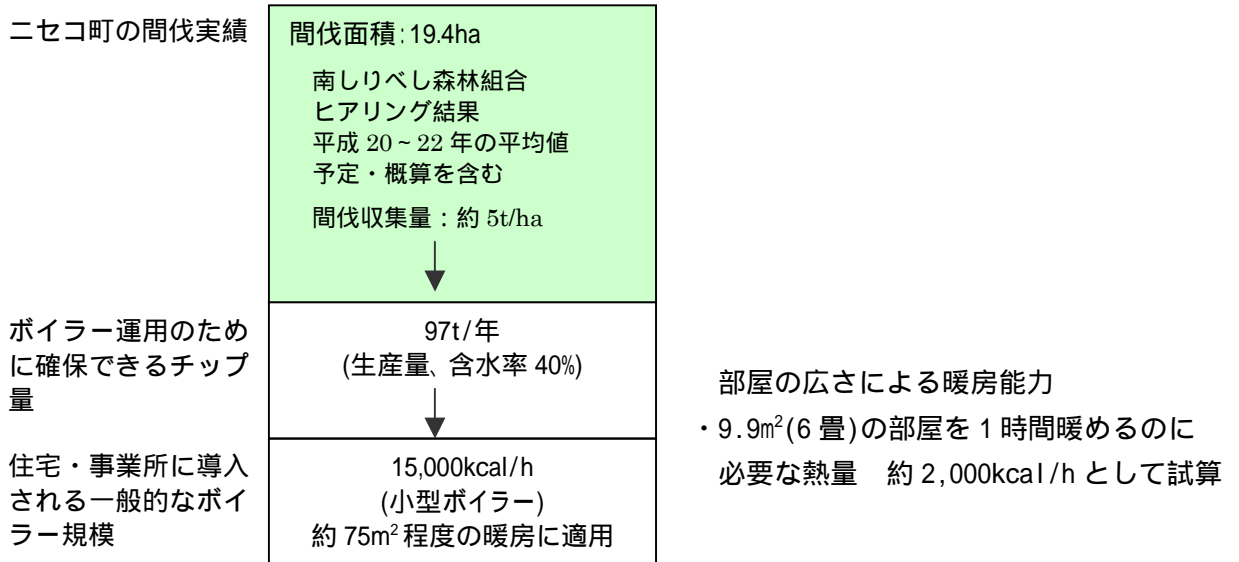 ニセコ町の間伐実績
間伐面積：19.4ha
南しりべし森林組合
ヒアリング結果
平成 20～22 年の平均値
予定・概算を含む
間伐収集量：約 5t/ha
ボイラー運用のため
に確保できるチップ
量
97t/年
(生産量、含水率 40%)
住宅・事業所に導入
される一般的なボイ
ラー規模
15,000kcal/h
(小型ボイラー)
約 75m²程度の暖房に適用
部屋の広さによる暖房能力
・9.9㎡(6 畳)の部屋を 1 時間暖めるのに
必要な熱量　約 2,000kcal/h として試算